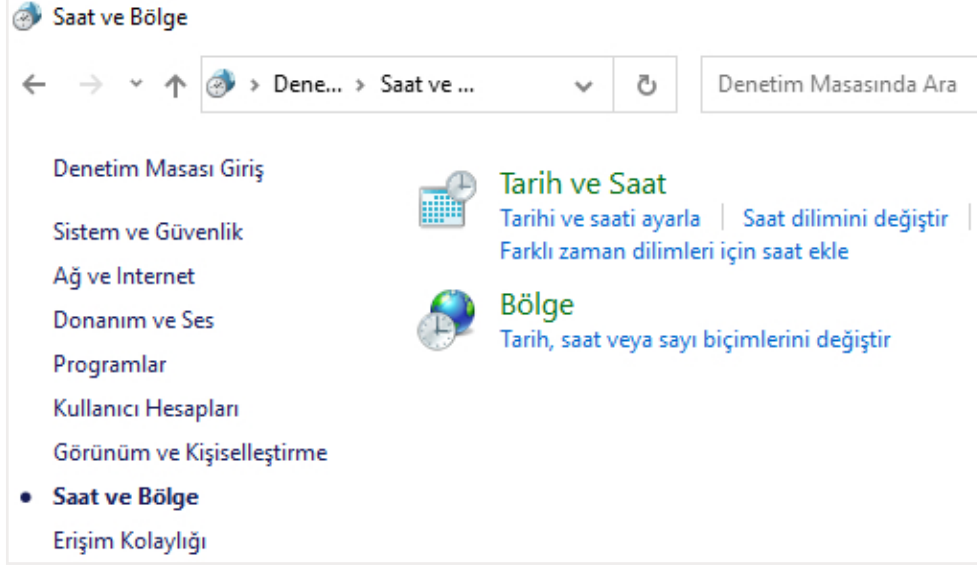 Saat ve Bölge
Dene... Saat ve ... Denetim Masasında Ara
Denetim Masası Giriş
Sistem ve Güvenlik
Ağ ve Internet
Donanım ve Ses
Programlar
Kullanıcı Hesapları
Görünüm ve Kişiselleştirme
Saat ve Bölge
Erişim Kolaylığı
Tarih ve Saat
Tarihi ve saati ayarla Saat dilimini değiştir
Farklı zaman dilimleri için saat ekle
Bölge
Tarih, saat veya sayı biçimlerini değiştir